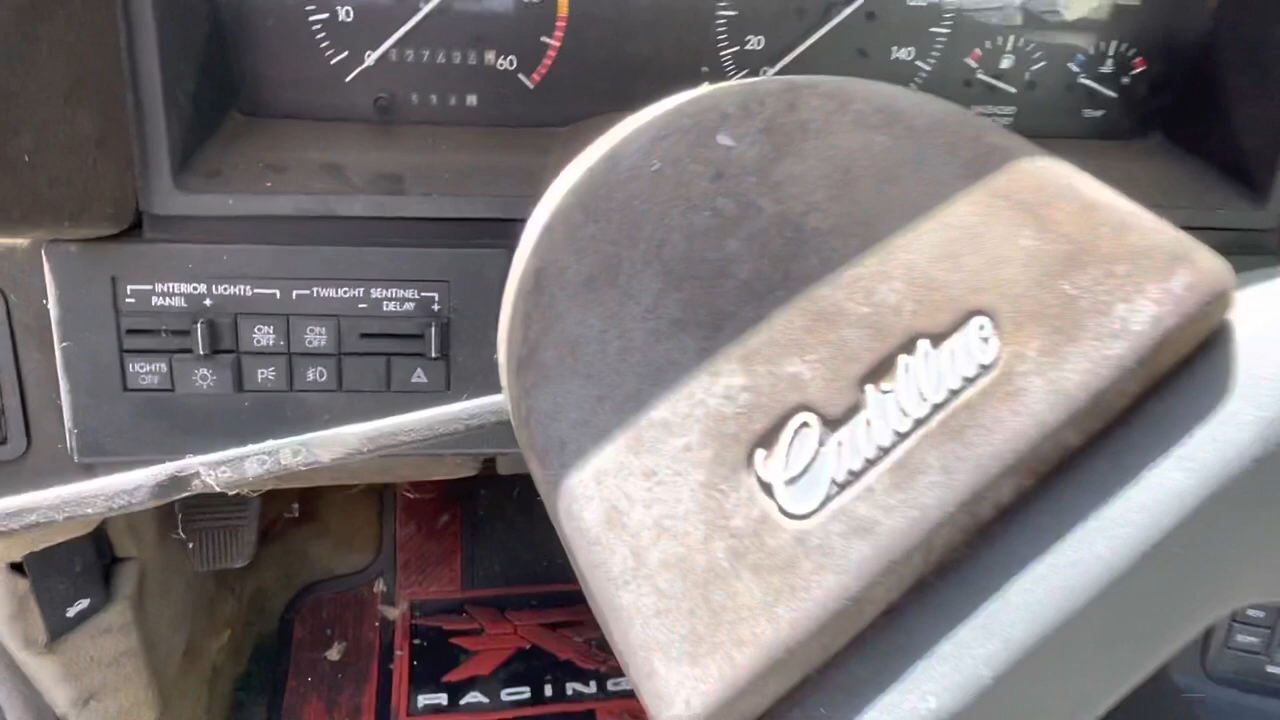 10
60
20
140
INTERIOR LIGHTS
- PANEL +
TWILIGHT SENTINEL
- DELAY +
ON OFF
ON OFF
LIGHTS OFF
P
Cadillac
RACING